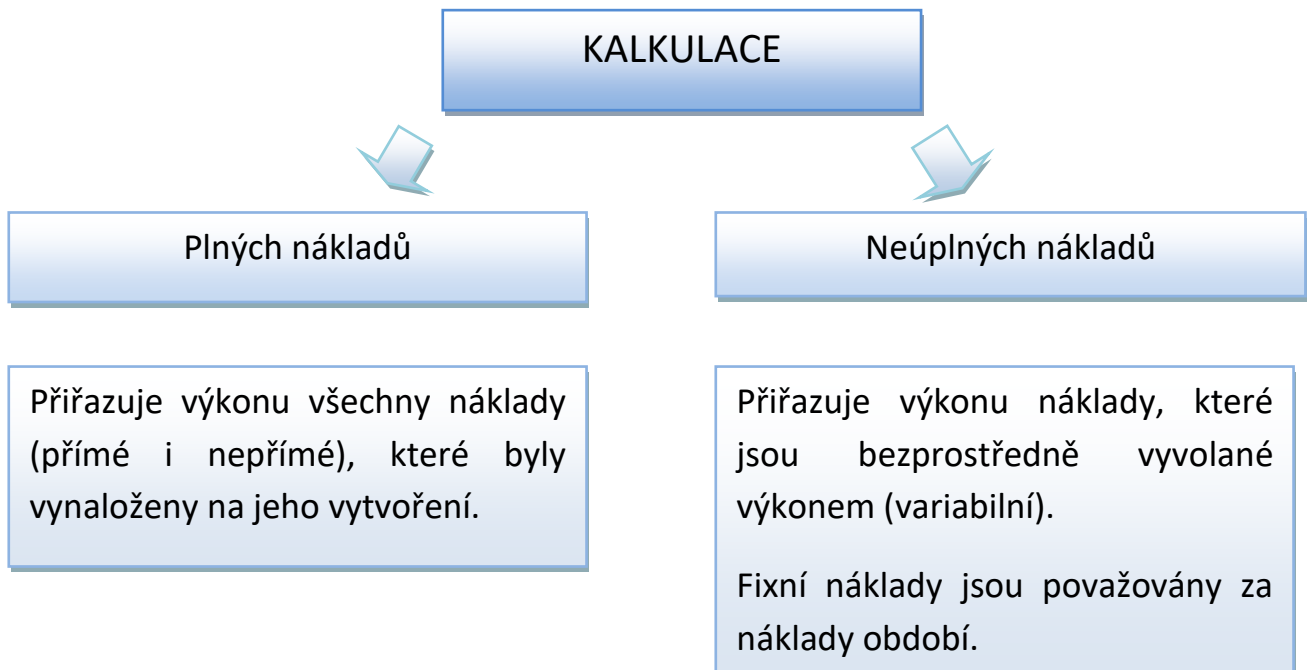 KALKULACE
Plných nákladů
Neúplných nákladů
Přiřazuje výkonu všechny náklady
(přímé i nepřímé), které byly
vynaloženy na jeho vytvoření.
Přiřazuje výkonu náklady, které
jsou bezprostředně vyvolané
výkonem (variabilní).
Fixní náklady jsou považovány za
náklady období.